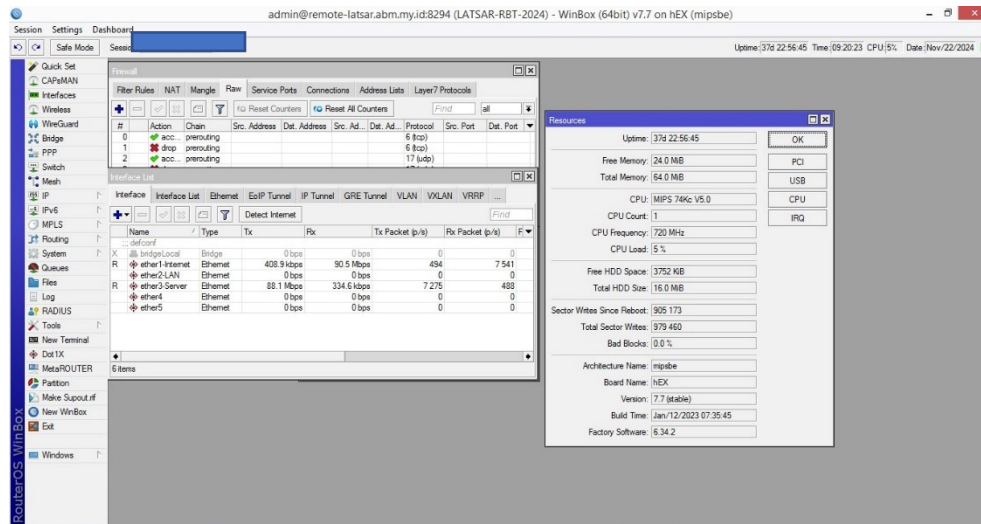 admin@remote-latsar.abm.my.id:8294 (LATSAR-RBT-2024) - WinBox (64bit) v7.7 on hEX (mipsbe)
Session Settings Dashboard
Safe Mode Uptime: 37d 22:56:45 Time: 09:20:23 CPU: 5% Date: Nov/22/2024
Quick Set
CAPsMAN
Interfaces
Wireless
WireGuard
Bridge
PPP
Switch
Mesh
IP
IPv6
MPLS
Routing
System
Queues
Files
Log
RADIUS
Tools
New Terminal
Dot1X
MetaROUTER
Partition
Make Supout.rif
New WinBox
Exit
Windows
RouterOS WinBox
Firewall
Filter Rules NAT Mangle Raw Service Ports Connections Address Lists Layer7 Protocols
Reset Counters Reset All Counters Find all
# Action Chain Src. Address Dst. Address Src. Ad... Dst. Ad... Protocol Src. Port Dst. Port
0 acc... prerouting 6 (tcp)
1 drop prerouting 6 (tcp)
2 acc... prerouting 17 (udp)
Interface List
Interface Interface List Ethernet EoIP Tunnel IP Tunnel GRE Tunnel VLAN VXLAN VRRP ...
Detect Internet Find
Name / Type Tx Rx Tx Packet (p/s) Rx Packet (p/s) F
::: defconf
X bridgeLocal Bridge 0 bps 0 bps 0 0
R ether1-Internet Ethernet 408.9 kbps 90.5 Mbps 494 7 541
ether2-LAN Ethernet 0 bps 0 bps 0 0
R ether3-Server Ethernet 88.1 Mbps 334.6 kbps 7 275 488
ether4 Ethernet 0 bps 0 bps 0 0
ether5 Ethernet 0 bps 0 bps 0 0
6 items
Resources
Uptime: 37d 22:56:45 OK
Free Memory: 24.0 MiB PCI
Total Memory: 64.0 MiB USB
CPU: MIPS 74Kc V5.0 CPU
CPU Count: 1 IRQ
CPU Frequency: 720 MHz
CPU Load: 5 %
Free HDD Space: 3752 KiB
Total HDD Size: 16.0 MiB
Sector Writes Since Reboot: 905 173
Total Sector Writes: 979 460
Bad Blocks: 0.0 %
Architecture Name: mipsbe
Board Name: hEX
Version: 7.7 (stable)
Build Time: Jan/12/2023 07:35:45
Factory Software: 6.34.2